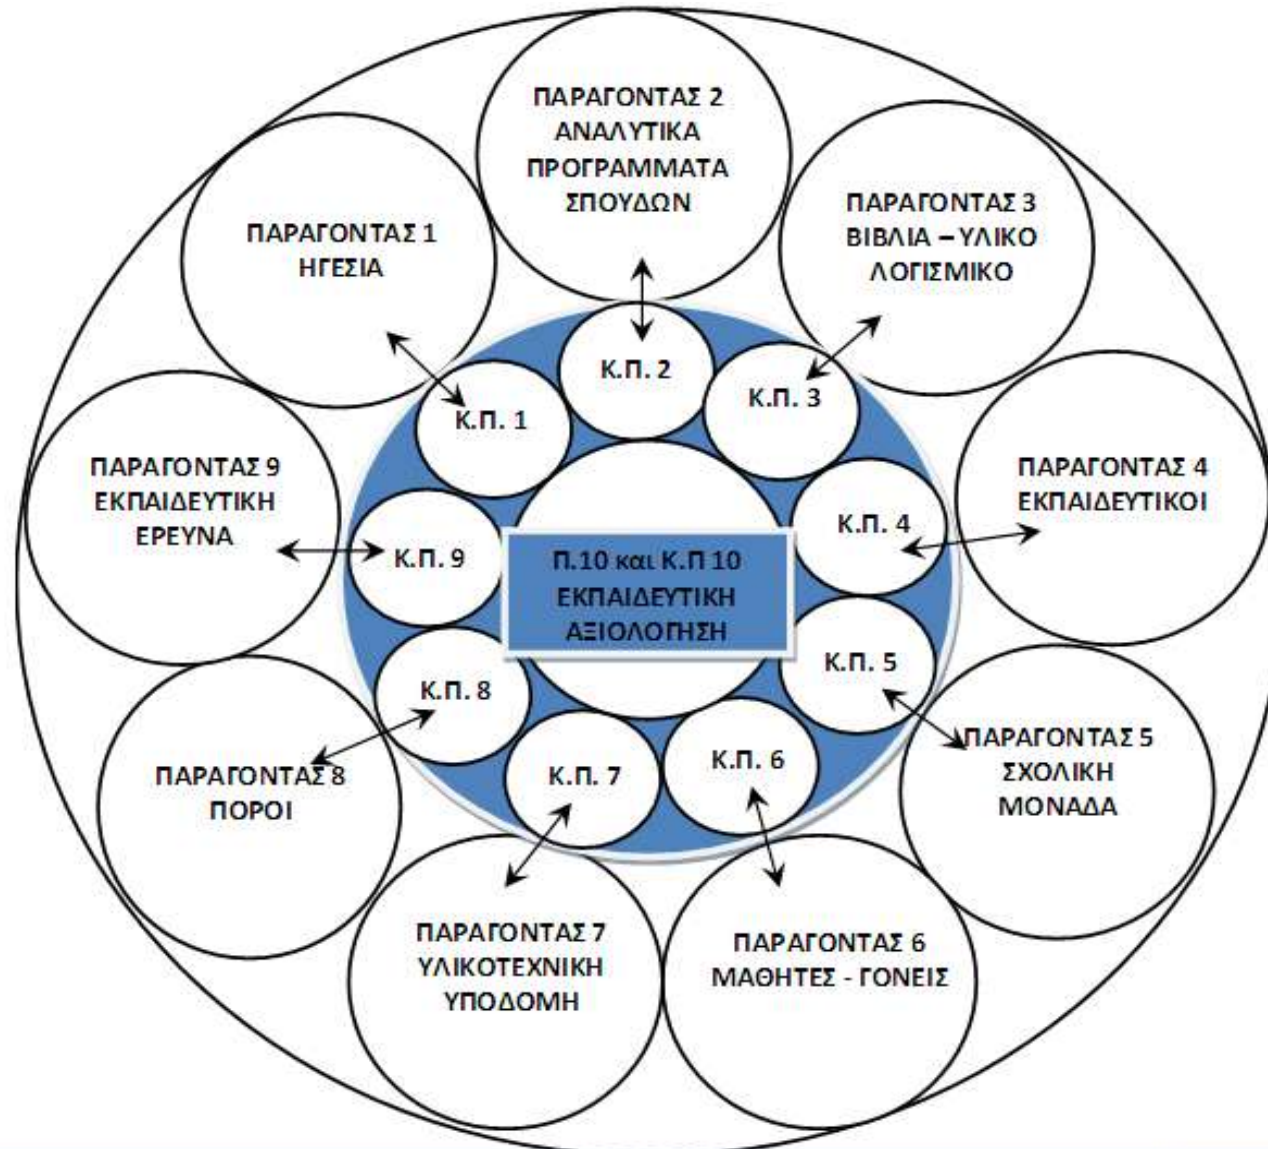 ΠΑΡΑΓΟΝΤΑΣ 1
ΗΓΕΣΙΑ
ΠΑΡΑΓΟΝΤΑΣ 2
ΑΝΑΛΥΤΙΚΑ
ΠΡΟΓΡΑΜΜΑΤΑ
ΣΠΟΥΔΩΝ
ΠΑΡΑΓΟΝΤΑΣ 3
ΒΙΒΛΙΑ – ΥΛΙΚΟ
ΛΟΓΙΣΜΙΚΟ
ΠΑΡΑΓΟΝΤΑΣ 4
ΕΚΠΑΙΔΕΥΤΙΚΟΙ
ΠΑΡΑΓΟΝΤΑΣ 5
ΣΧΟΛΙΚΗ
ΜΟΝΑΔΑ
ΠΑΡΑΓΟΝΤΑΣ 6
ΜΑΘΗΤΕΣ - ΓΟΝΕΙΣ
ΠΑΡΑΓΟΝΤΑΣ 7
ΥΛΙΚΟΤΕΧΝΙΚΗ
ΥΠΟΔΟΜΗ
ΠΑΡΑΓΟΝΤΑΣ 8
ΠΟΡΟΙ
ΠΑΡΑΓΟΝΤΑΣ 9
ΕΚΠΑΙΔΕΥΤΙΚΗ
ΕΡΕΥΝΑ
Κ.Π. 1
Κ.Π. 2
Κ.Π. 3
Κ.Π. 4
Κ.Π. 5
Κ.Π. 6
Κ.Π. 7
Κ.Π. 8
Κ.Π. 9
Π.10 και Κ.Π 10
ΕΚΠΑΙΔΕΥΤΙΚΗ
ΑΞΙΟΛΟΓΗΣΗ